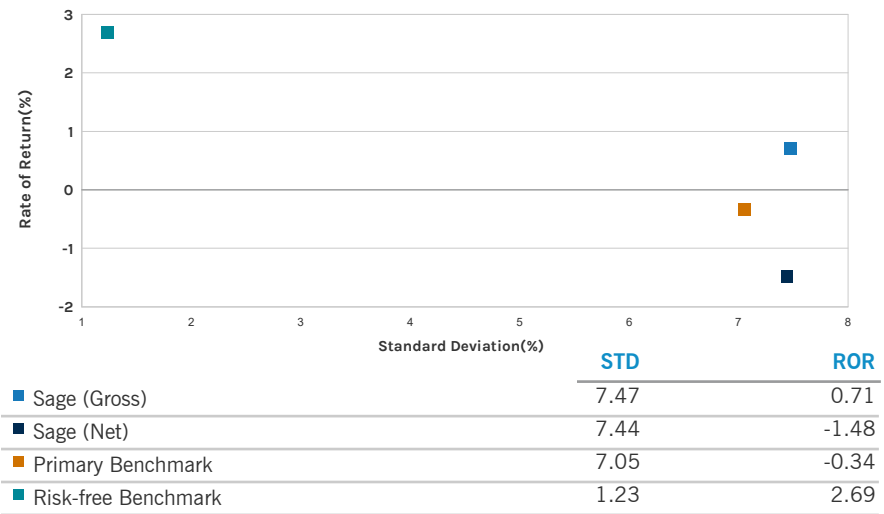 3
2
1
0
-1
-2
Rate of Return(%)
1 2 3 4 5 6 7 8
Standard Deviation(%)
STD ROR
Sage (Gross) 7.47 0.71
Sage (Net) 7.44 -1.48
Primary Benchmark 7.05 -0.34
Risk-free Benchmark 1.23 2.69